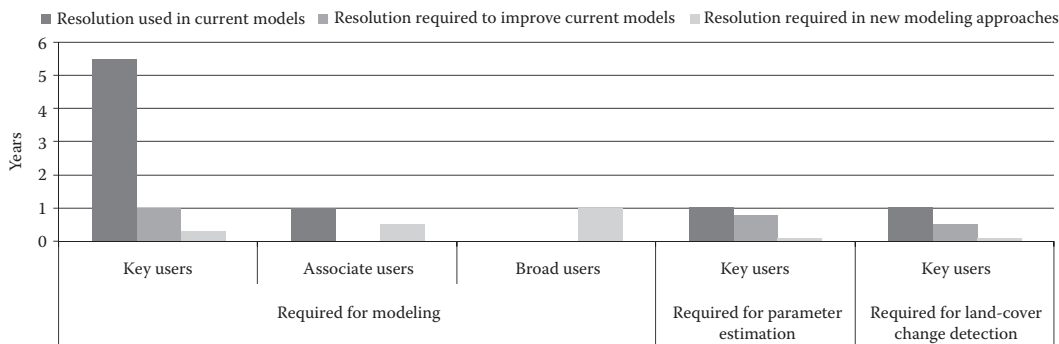 Resolution used in current models Resolution required to improve current models Resolution required in new modeling approaches
6
5
4
3
2
1
0
Years
Key users Associate users Broad users Key users Key users
Required for modeling Required for parameter estimation Required for land-cover change detection